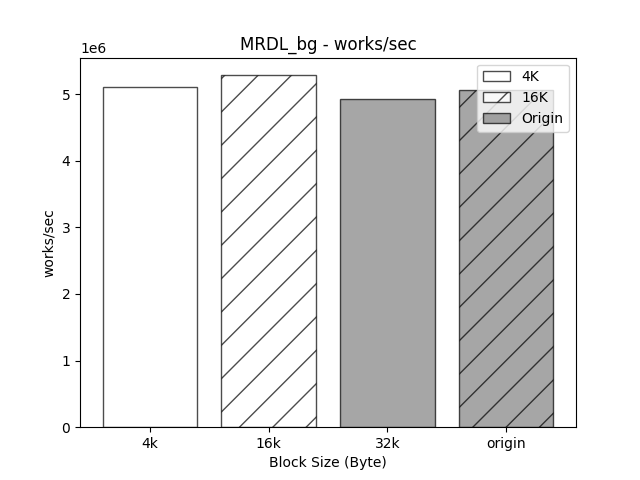 MRDL_bg - works/sec
1e6
5
4
3
2
1
0
works/sec
4K
16K
Origin
4k
16k
32k
origin
Block Size (Byte)